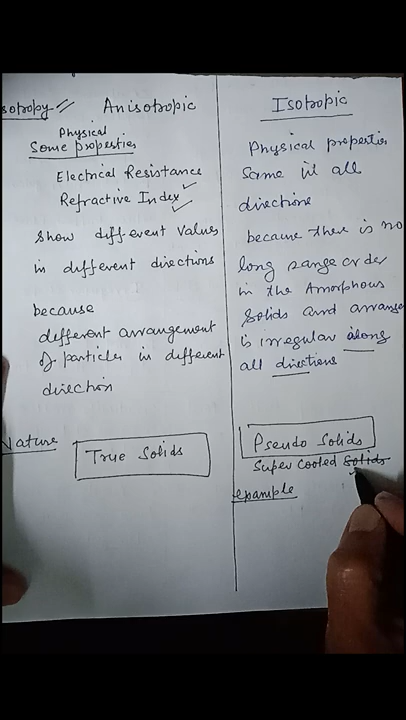 sotropy
Anisotropic
Physical
Some properties
Electrical Resistance
Refractive Index
show different values
in different directions
because
different arrangement
of particles in different
direction
Nature
True Solids
Isotropic
Physical properties
Same in all
directions
because there is no
long range order
in the Amorphous
Solids and arrange
is irregular along
all directions
Pseudo Solids
Super cooled solids
example